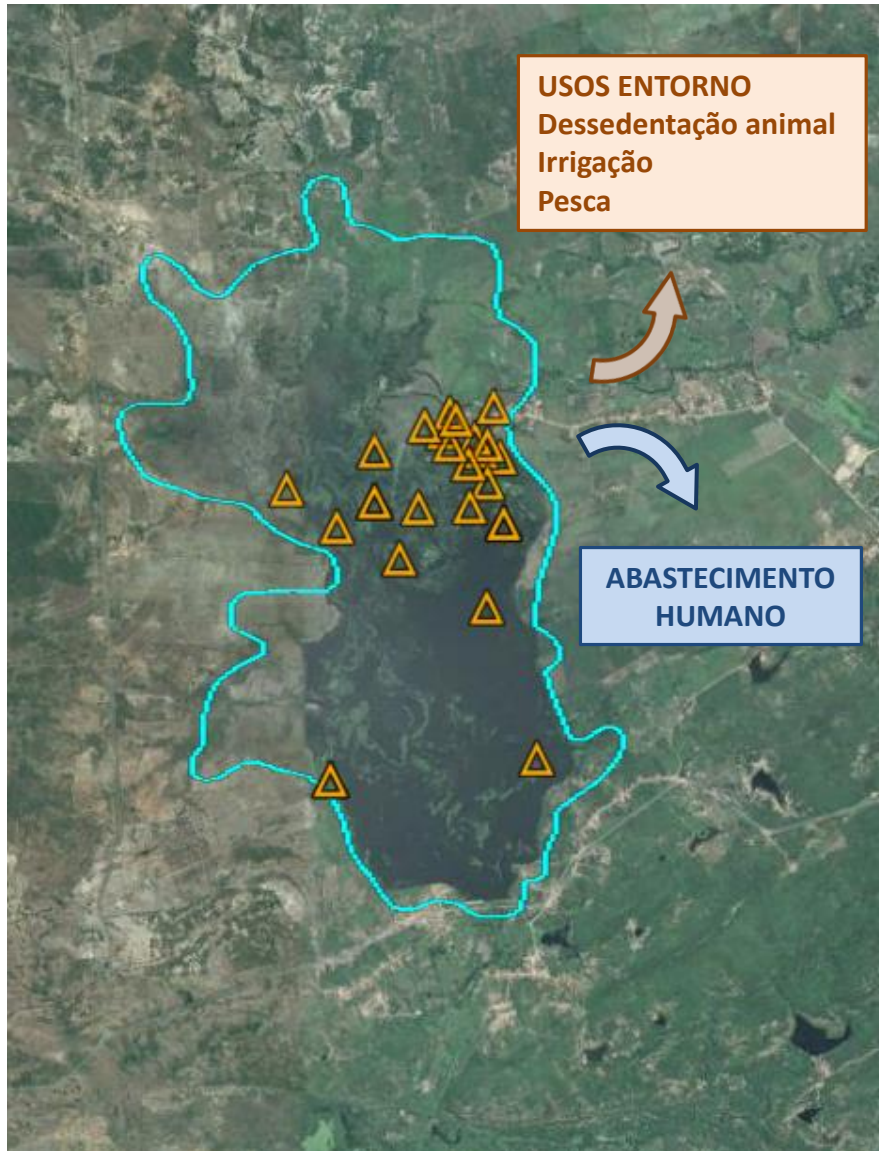 USOS ENTORNO
Dessedentação animal
Irrigação
Pesca
ABASTECIMENTO
HUMANO